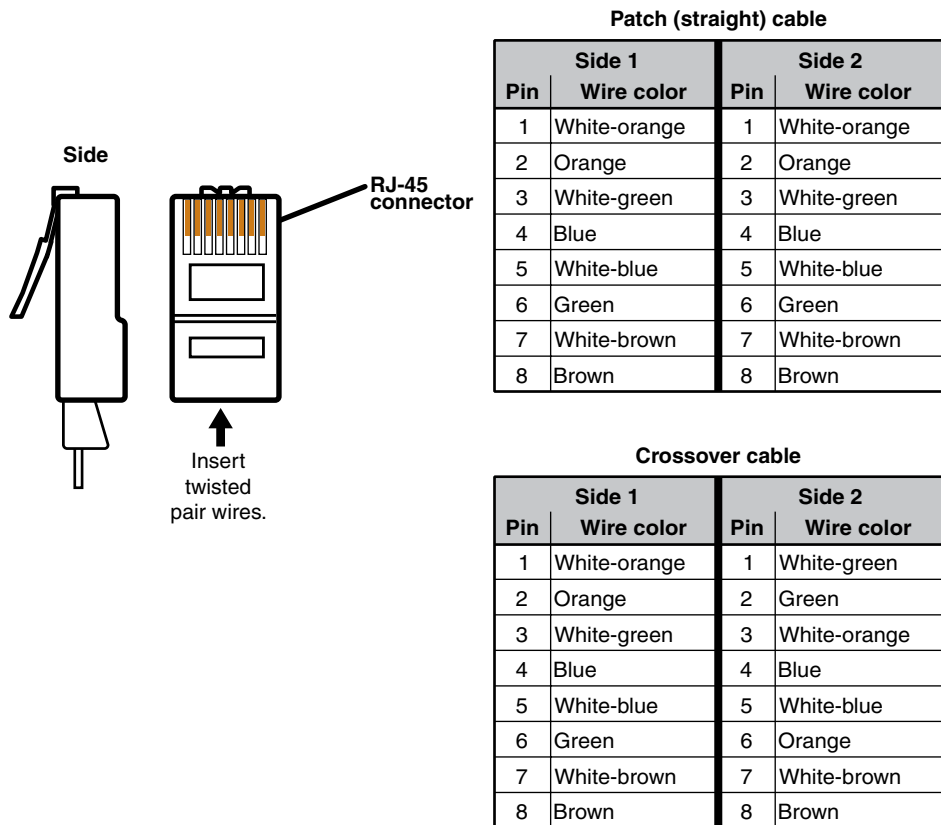 Patch (straight) cable
Side 1 Side 2
Pin Wire color Pin Wire color
1 White-orange 1 White-orange
2 Orange 2 Orange
3 White-green 3 White-green
4 Blue 4 Blue
5 White-blue 5 White-blue
6 Green 6 Green
7 White-brown 7 White-brown
8 Brown 8 Brown
Side
RJ-45
connector
Insert
twisted
pair wires.
Crossover cable
Side 1 Side 2
Pin Wire color Pin Wire color
1 White-orange 1 White-green
2 Orange 2 Green
3 White-green 3 White-orange
4 Blue 4 Blue
5 White-blue 5 White-blue
6 Green 6 Orange
7 White-brown 7 White-brown
8 Brown 8 Brown